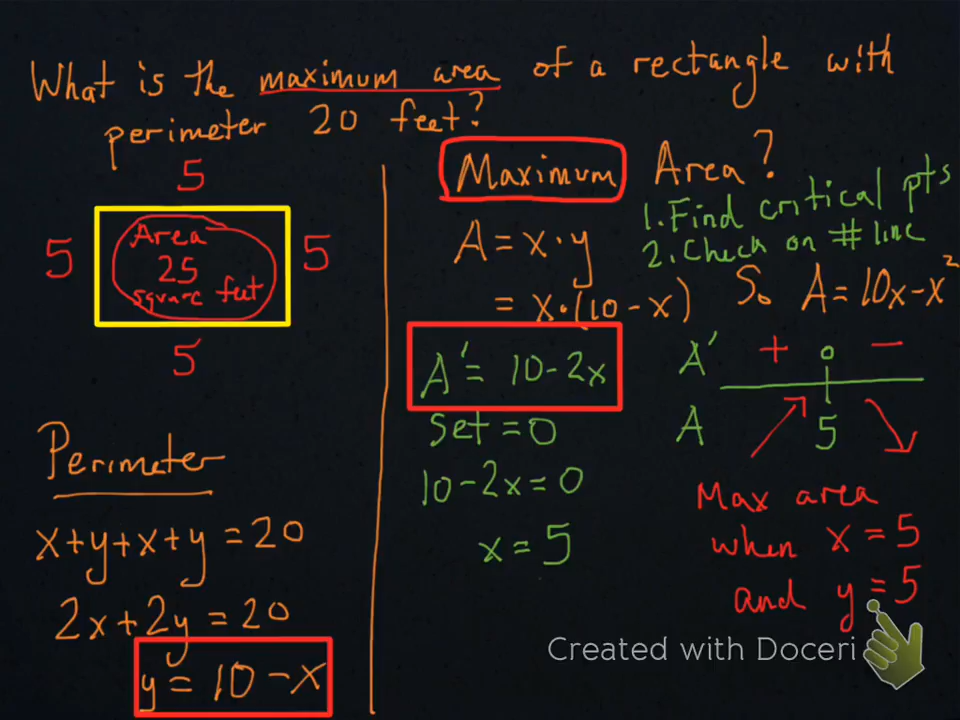 What is the maximum area of a rectangle with
perimeter 20 feet?
5
5
Area
25
square feet
5
5
Perimeter
x+y+x+y = 20
2x+2y = 20
y = 10 - x
Maximum Area?
1. Find critical pts
2. Check on # line
A = x · y
= x · (10 - x)
So A = 10x - x²
A' = 10 - 2x
set = 0
10 - 2x = 0
x = 5
A' + 0 -
A 5
Max area
when x = 5
and y = 5
Created with Doceri